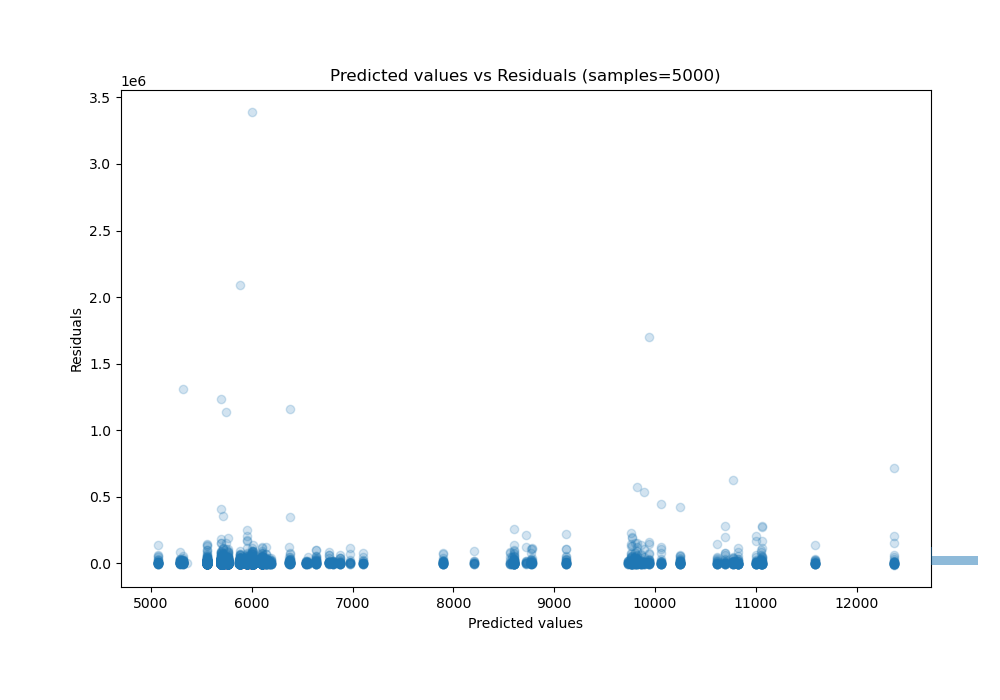 Predicted values vs Residuals (samples=5000)
1e6
3.5
3.0
2.5
2.0
1.5
1.0
0.5
0.0
Residuals
5000 6000 7000 8000 9000 10000 11000 12000
Predicted values